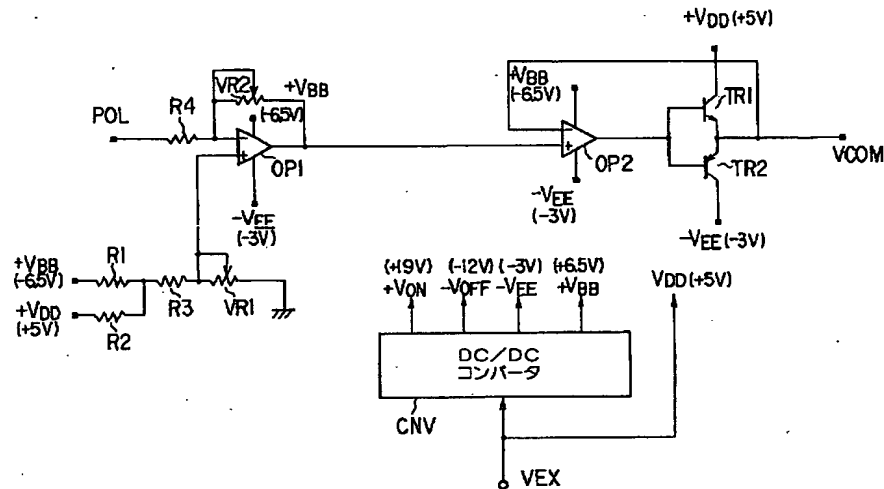 +VDD(+5V)
+VBB
VR2
+VBB
(-6.5V)
TR1
POL
R4
(-6.5V)
OP1
OP2
VCOM
TR2
-VEE
(-3V)
-VEE
(-3V)
-VEE(-3V)
+VBB
(-6.5V)
R1
R3
VR1
+VDD
(+5V)
R2
(+19V)
(-12V)
(-3V)
(+6.5V)
VDD(+5V)
+VON
-VOFF
-VEE
+VBB
DC/DC
コンバータ
CNV
VEX